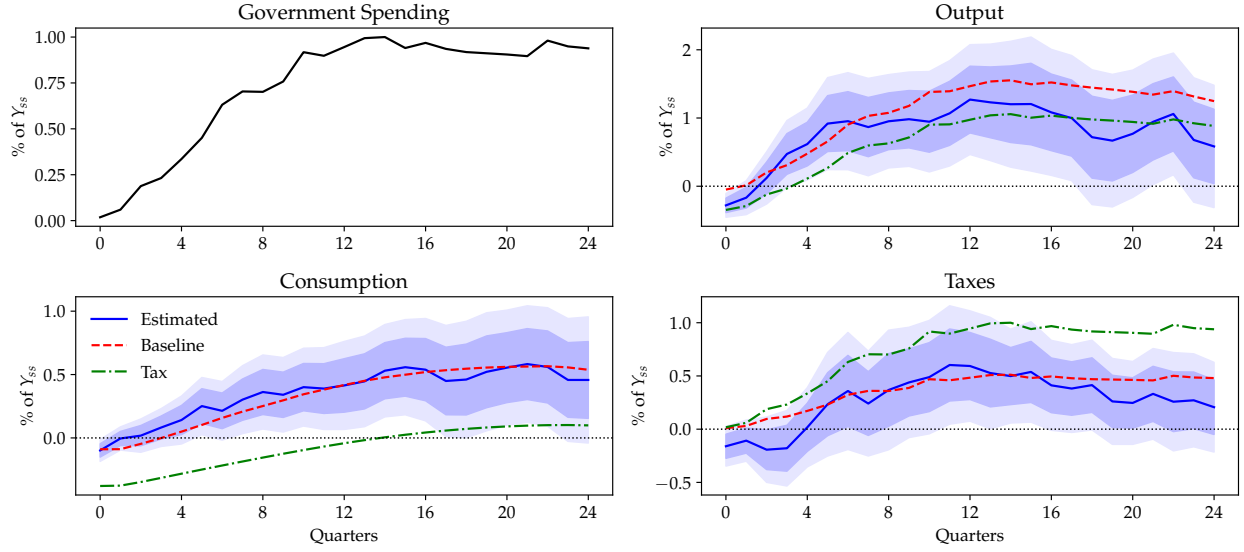 Government Spending
% of Y_ss
1.00
0.75
0.50
0.25
0.00
0 4 8 12 16 20 24
Output
% of Y_ss
2
1
0
0 4 8 12 16 20 24
Consumption
% of Y_ss
1.0
0.5
0.0
Estimated
Baseline
Tax
0 4 8 12 16 20 24
Quarters
Taxes
% of Y_ss
1.0
0.5
0.0
−0.5
0 4 8 12 16 20 24
Quarters